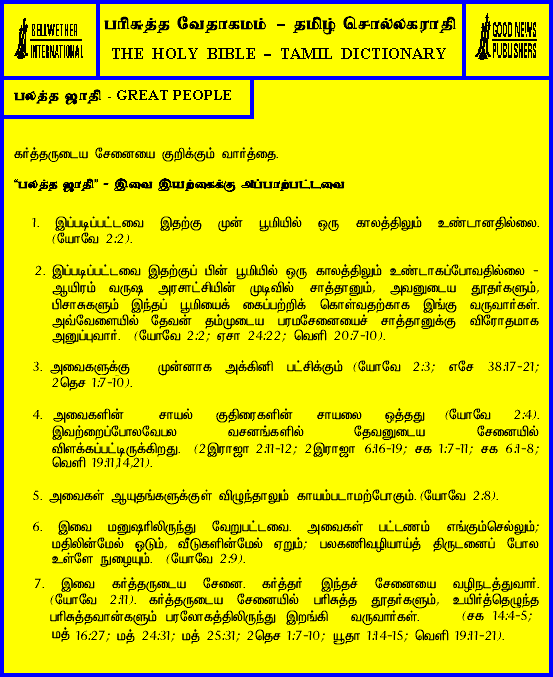 BELLWETHER
INTERNATIONAL
பரிசுத்த வேதாகமம் – தமிழ் சொல்லகராதி
THE HOLY BIBLE – TAMIL DICTIONARY
GOOD NEWS
PUBLISHERS
பலத்த ஜாதி - GREAT PEOPLE
கர்த்தருடைய சேனையை குறிக்கும் வார்த்தை.
“பலத்த ஜாதி” - இவை இயற்கைக்கு அப்பாற்பட்டவை
1. இப்படிப்பட்டவை இதற்கு முன் பூமியில் ஒரு காலத்திலும் உண்டானதில்லை.
(யோவே 2:2).
2. இப்படிப்பட்டவை இதற்குப் பின் பூமியில் ஒரு காலத்திலும் உண்டாகப்போவதில்லை -
ஆயிரம் வருஷ அரசாட்சியின் முடிவில் சாத்தானும், அவனுடைய தூதர்களும்,
பிசாசுகளும் இந்தப் பூமியைக் கைப்பற்றிக் கொள்வதற்காக இங்கு வருவார்கள்.
அவ்வேளையில் தேவன் தம்முடைய பரமசேனையைச் சாத்தானுக்கு விரோதமாக
அனுப்புவார். (யோவே 2:2; ஏசா 24:22; வெளி 20:7-10).
3. அவைகளுக்கு முன்னாக அக்கினி பட்சிக்கும் (யோவே 2:3; எசே 38:17-21;
2தெச 1:7-10).
4. அவைகளின் சாயல் குதிரைகளின் சாயலை ஒத்தது (யோவே 2:4).
இவற்றைப்போலவேபல வசனங்களில் தேவனுடைய சேனையில்
விளக்கப்பட்டிருக்கிறது. (2இராஜா 2:11-12; 2இராஜா 6:16-19; சக 1:7-11; சக 6:1-8;
வெளி 19:11,14,21).
5. அவைகள் ஆயுதங்களுக்குள் விழுந்தாலும் காயம்படாமற்போகும். (யோவே 2:8).
6. இவை மனுஷரிலிருந்து வேறுபட்டவை. அவைகள் பட்டணம் எங்கும்செல்லும்;
மதிலின்மேல் ஓடும், வீடுகளின்மேல் ஏறும்; பலகணிவழியாய்த் திருடனைப் போல
உள்ளே நுழையும். (யோவே 2:9).
7. இவை கர்த்தருடைய சேனை. கர்த்தர் இந்தச் சேனையை வழிநடத்துவார்.
(யோவே 2:11). கர்த்தருடைய சேனையில் பரிசுத்த தூதர்களும், உயிர்த்தெழுந்த
பரிசுத்தவான்களும் பரலோகத்திலிருந்து இறங்கி வருவார்கள். (சக 14:4-5;
மத் 16:27; மத் 24:31; மத் 25:31; 2தெச 1:7-10; யூதா 1:14-15; வெளி 19:11-21).